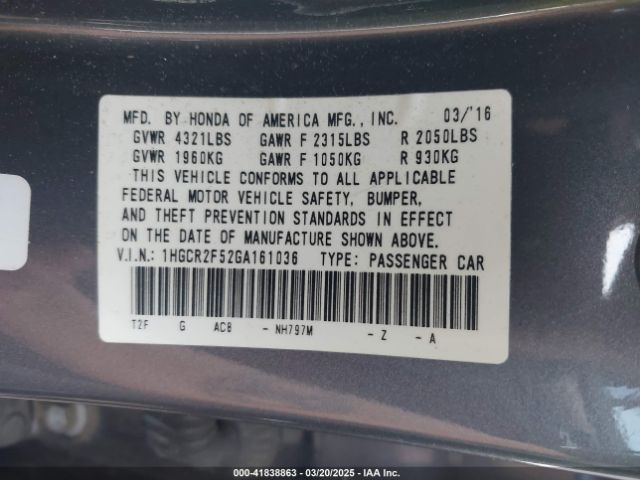 MFD. BY HONDA OF AMERICA MFG., INC. 03/'16
GVWR 4321LBS GAWR F 2315LBS R 2050LBS
GVWR 1960KG GAWR F 1050KG R 930KG
THIS VEHICLE CONFORMS TO ALL APPLICABLE
FEDERAL MOTOR VEHICLE SAFETY, BUMPER,
AND THEFT PREVENTION STANDARDS IN EFFECT
ON THE DATE OF MANUFACTURE SHOWN ABOVE.
V.I.N.: 1HGCR2F52GA161036 TYPE: PASSENGER CAR
T2F G AC8 - NH797M - Z - A
000-41838863 — 03/20/2025 — IAA Inc.